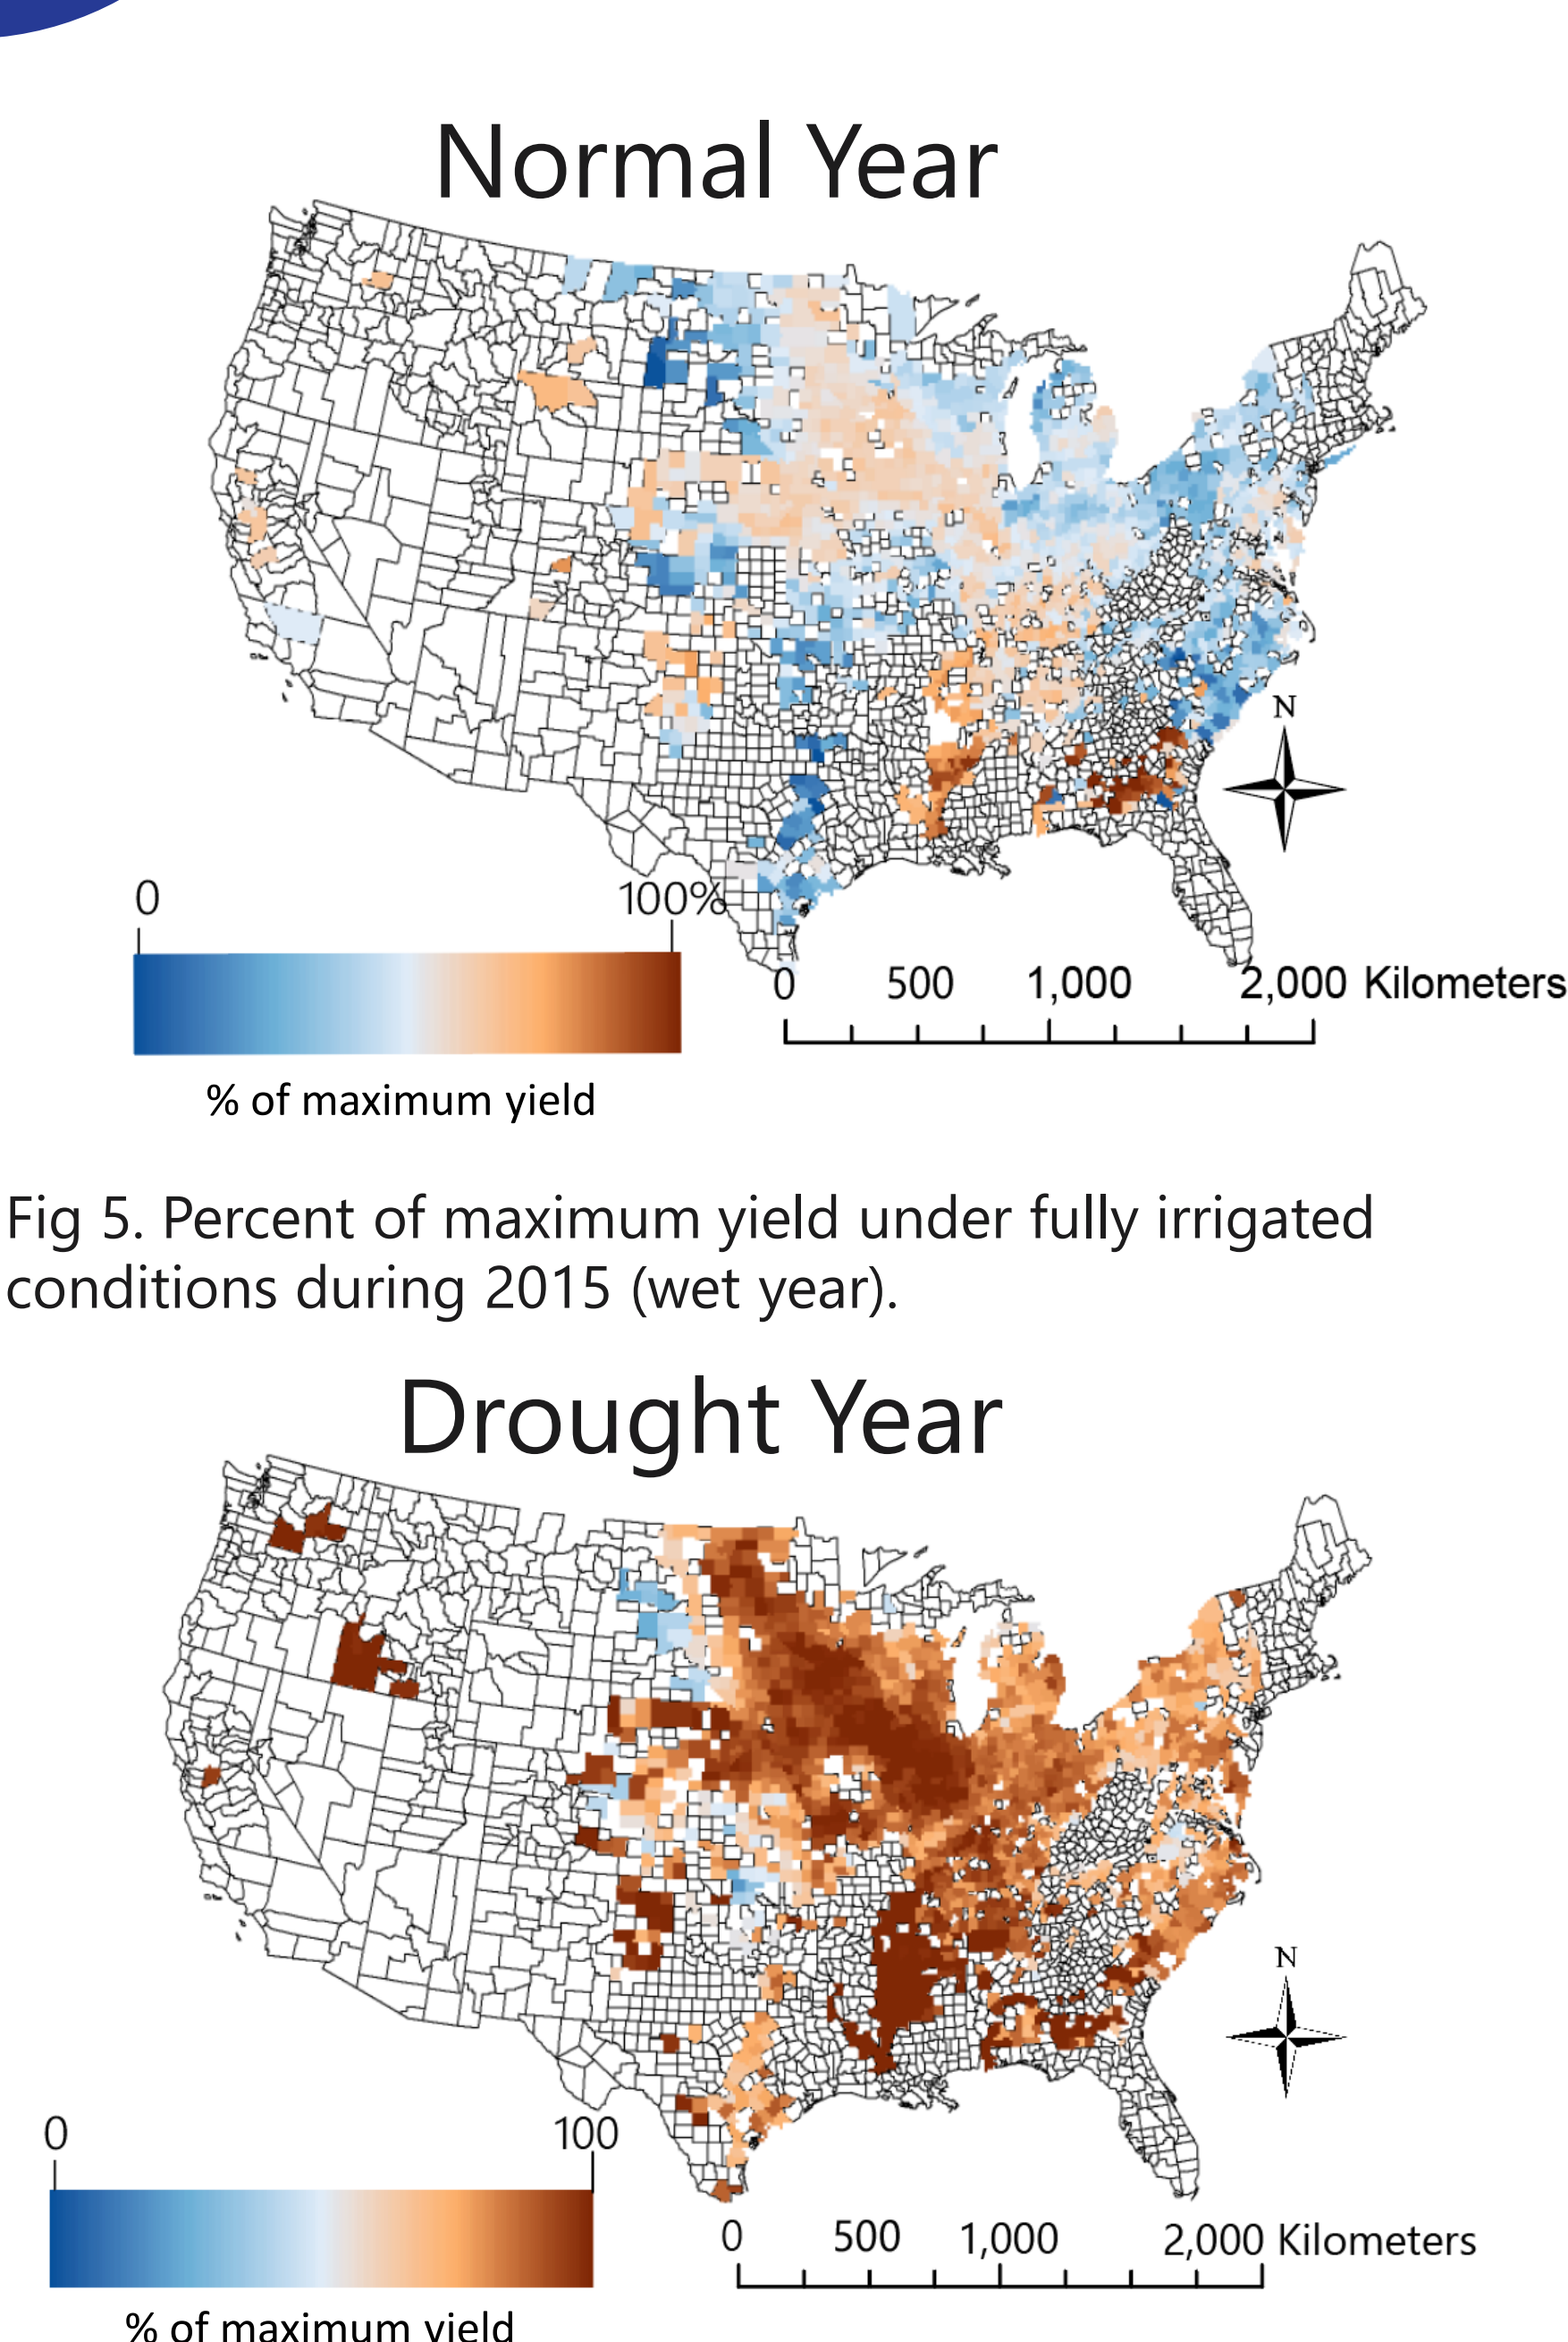 Normal Year
N
0 100%
0 500 1,000 2,000 Kilometers
% of maximum yield
Fig 5. Percent of maximum yield under fully irrigated
conditions during 2015 (wet year).
Drought Year
N
0 100
0 500 1,000 2,000 Kilometers
% of maximum yield